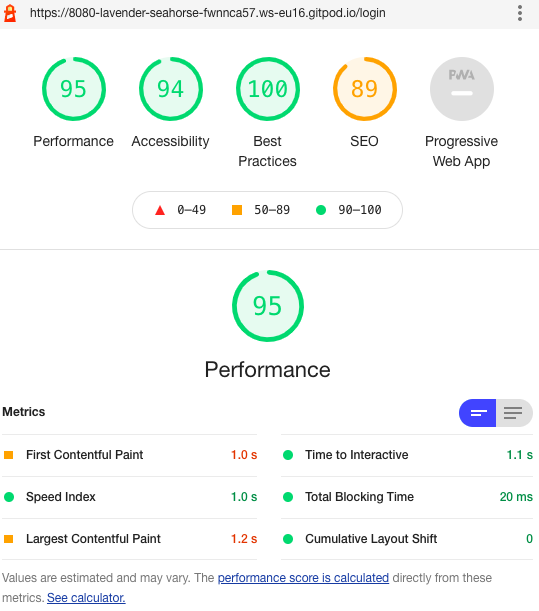 https://8080-lavender-seahorse-fwnnca57.ws-eu16.gitpod.io/login
95 94 100 89 PWA
Performance Accessibility Best Practices SEO Progressive Web App
0–49 50–89 90–100
95
Performance
Metrics
First Contentful Paint 1.0 s Time to Interactive 1.1 s
Speed Index 1.0 s Total Blocking Time 20 ms
Largest Contentful Paint 1.2 s Cumulative Layout Shift 0
Values are estimated and may vary. The performance score is calculated directly from these
metrics. See calculator.